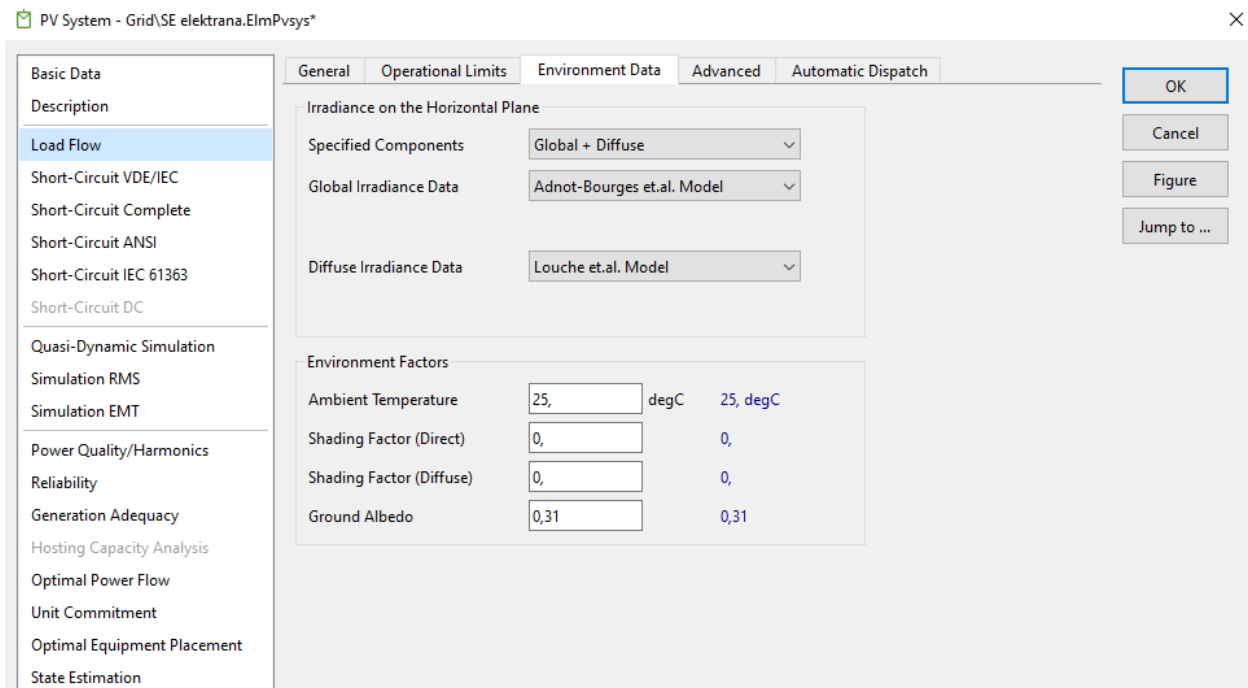 PV System - Grid\SE elektrana.ElmPvsys*
Basic Data
Description
Load Flow
Short-Circuit VDE/IEC
Short-Circuit Complete
Short-Circuit ANSI
Short-Circuit IEC 61363
Short-Circuit DC
Quasi-Dynamic Simulation
Simulation RMS
Simulation EMT
Power Quality/Harmonics
Reliability
Generation Adequacy
Hosting Capacity Analysis
Optimal Power Flow
Unit Commitment
Optimal Equipment Placement
State Estimation
General Operational Limits Environment Data Advanced Automatic Dispatch
Irradiance on the Horizontal Plane
Specified Components Global + Diffuse
Global Irradiance Data Adnot-Bourges et.al. Model
Diffuse Irradiance Data Louche et.al. Model
Environment Factors
Ambient Temperature 25, degC 25, degC
Shading Factor (Direct) 0, 0,
Shading Factor (Diffuse) 0, 0,
Ground Albedo 0,31 0,31
OK
Cancel
Figure
Jump to ...